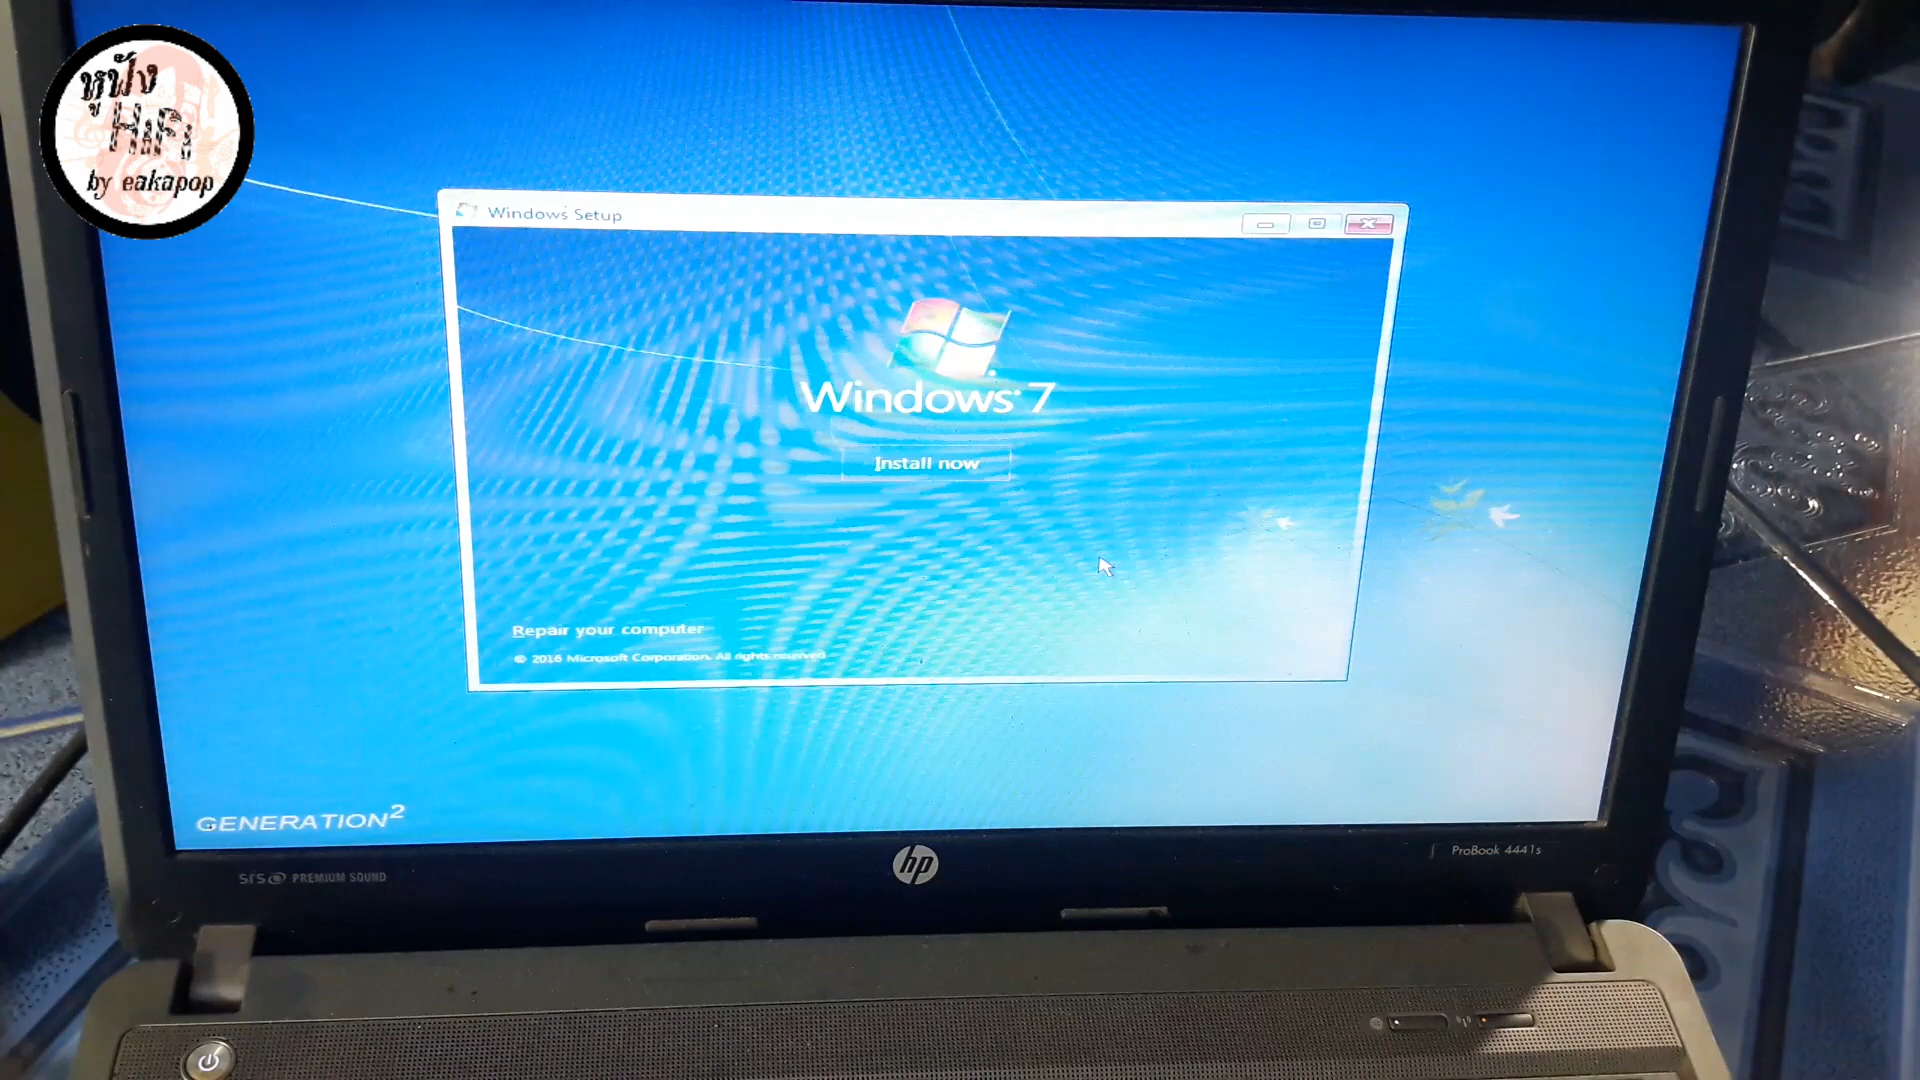 หูฟัง
HiFi
by eakapop
Windows Setup
Windows 7
Install now
Repair your computer
© 2016 Microsoft Corporation. All rights reserved
GENERATION2
hp
ProBook 4441s
SRS PREMIUM SOUND